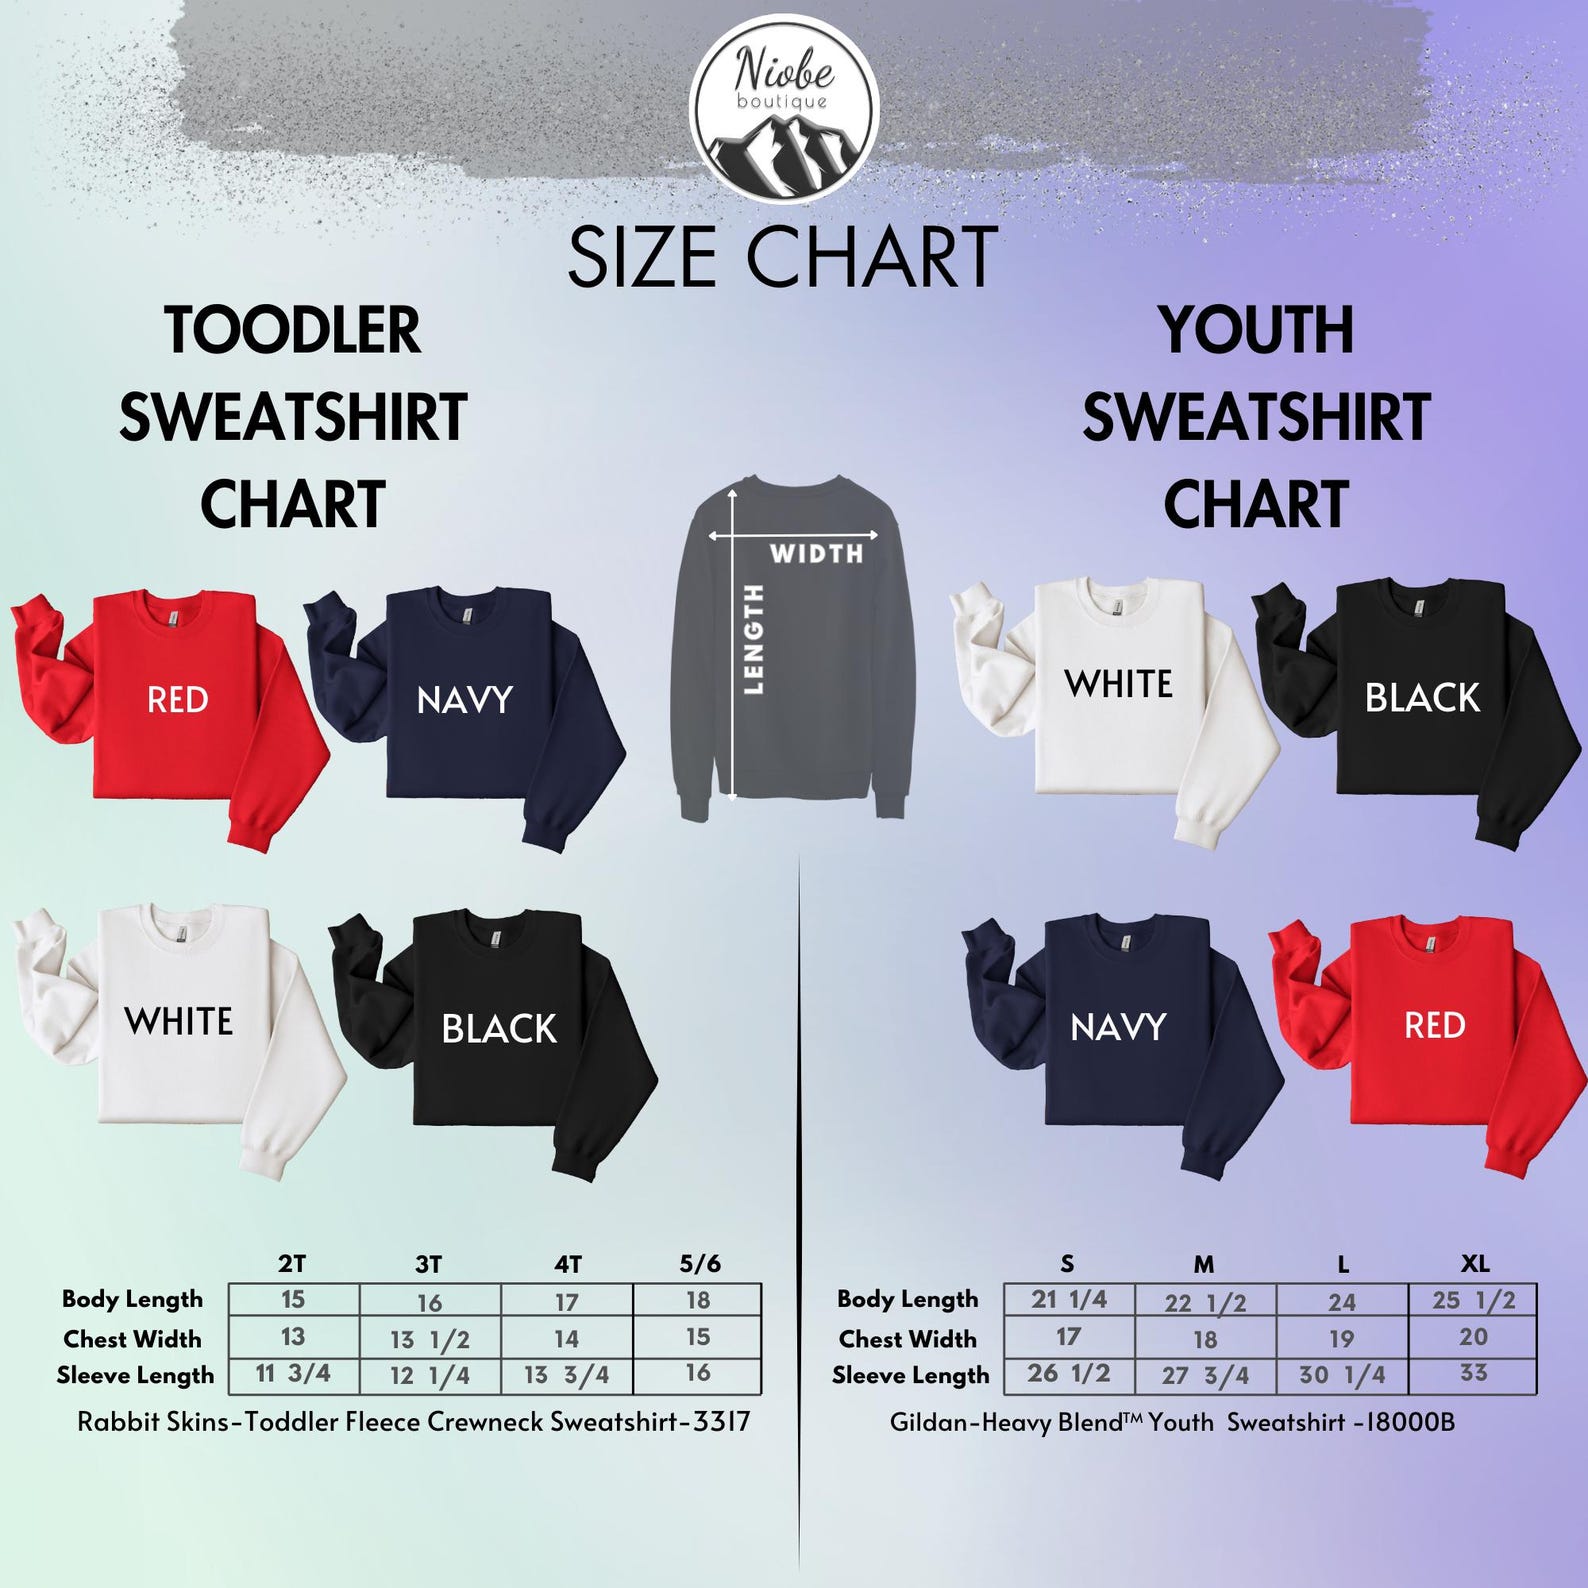 Niobe
boutique
SIZE CHART
TOODLER
SWEATSHIRT
CHART
YOUTH
SWEATSHIRT
CHART
WIDTH
LENGTH
RED
NAVY
WHITE
BLACK
WHITE
BLACK
NAVY
RED
2T 3T 4T 5/6
Body Length 15 16 17 18
Chest Width 13 13 1/2 14 15
Sleeve Length 11 3/4 12 1/4 13 3/4 16
Rabbit Skins-Toddler Fleece Crewneck Sweatshirt-3317
S M L XL
Body Length 21 1/4 22 1/2 24 25 1/2
Chest Width 17 18 19 20
Sleeve Length 26 1/2 27 3/4 30 1/4 33
Gildan-Heavy Blend™ Youth Sweatshirt -18000B